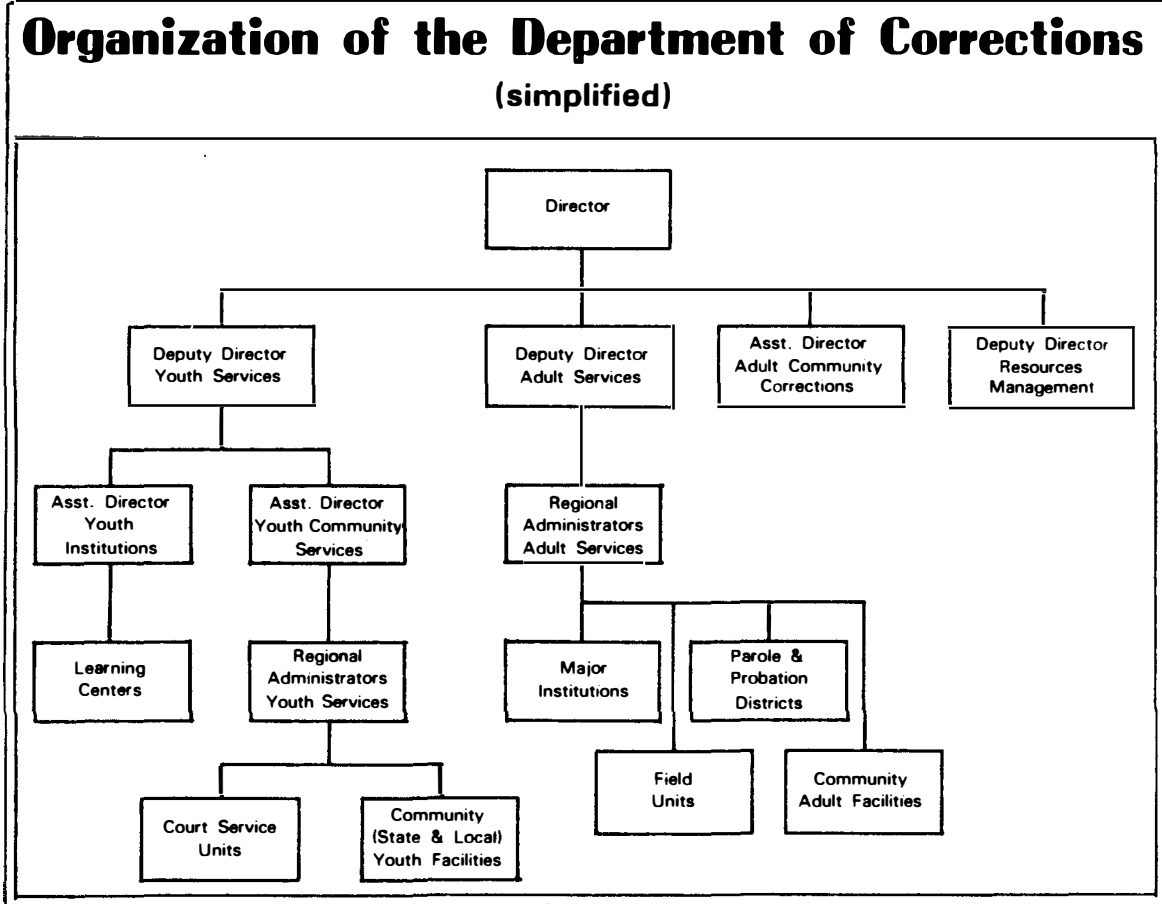 Organization of the Department of Corrections
(simplified)
Director
Deputy Director
Youth Services
Deputy Director
Adult Services
Asst. Director
Adult Community
Corrections
Deputy Director
Resources
Management
Asst. Director
Youth
Institutions
Asst. Director
Youth Community
Services
Regional
Administrators
Adult Services
Learning
Centers
Regional
Administrators
Youth Services
Major
Institutions
Parole &
Probation
Districts
Field
Units
Community
Adult Facilities
Court Service
Units
Community
(State & Local)
Youth Facilities